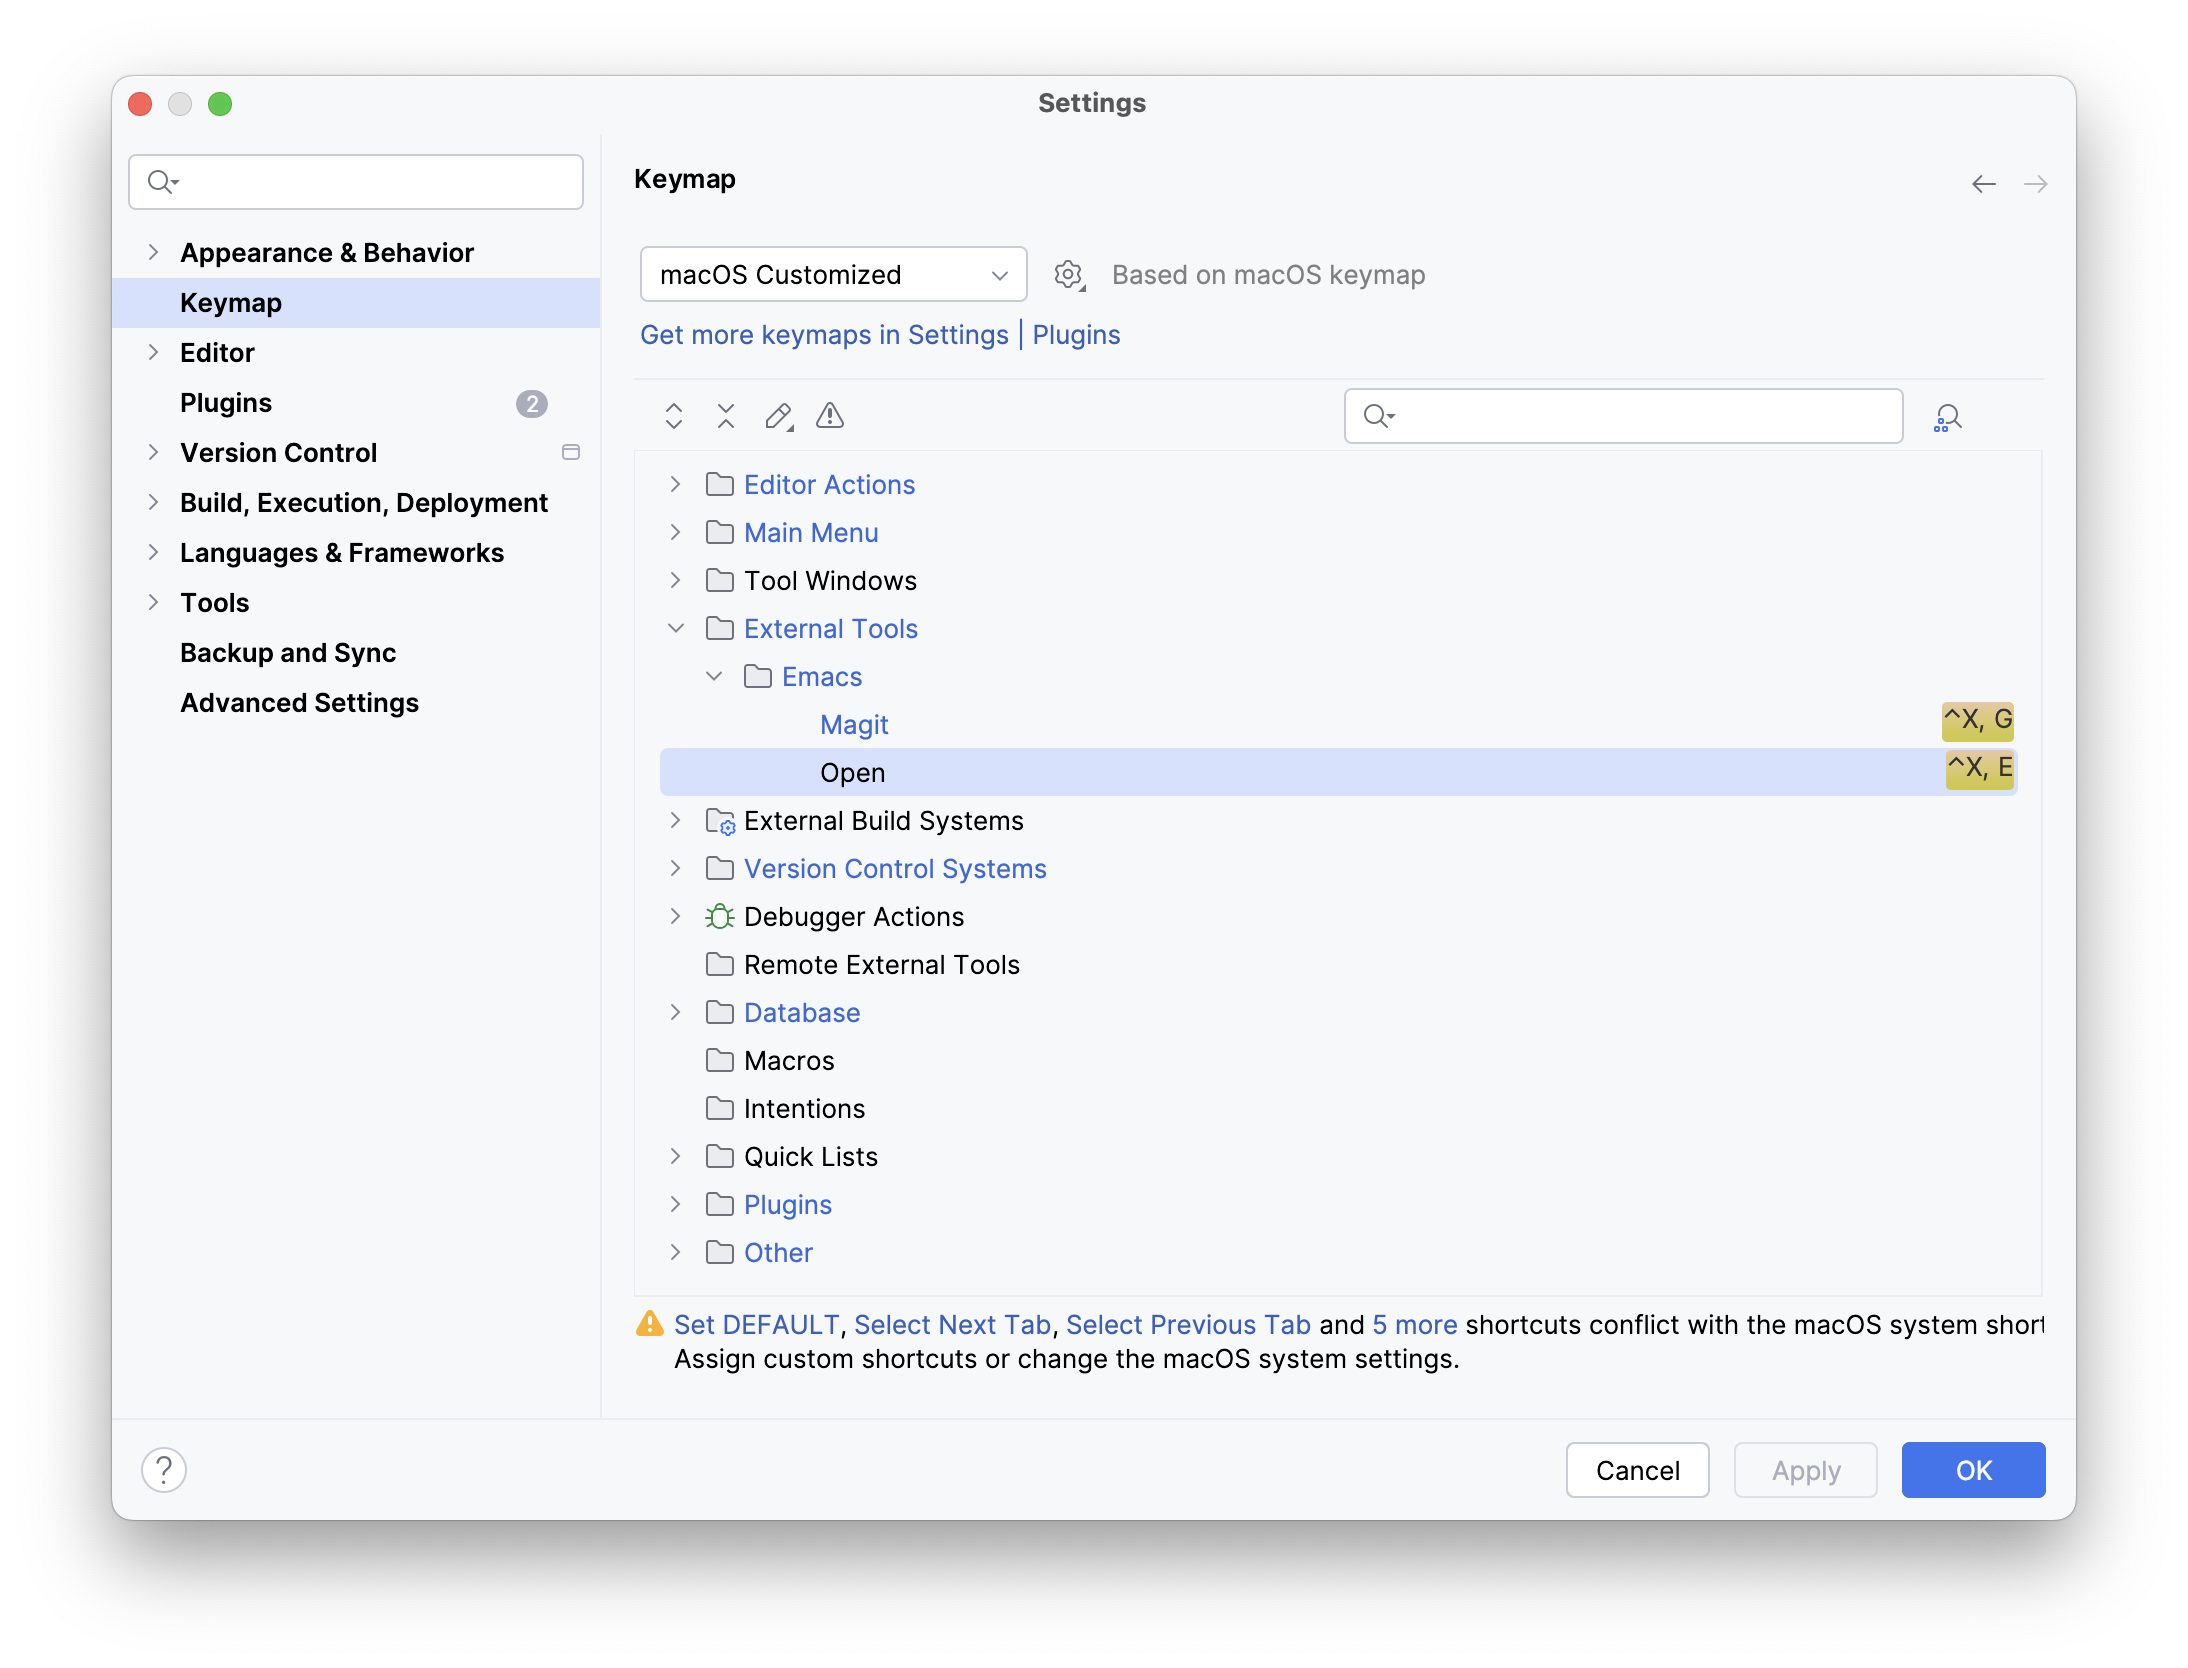 Settings
Appearance & Behavior
Keymap
Editor
Plugins 2
Version Control
Build, Execution, Deployment
Languages & Frameworks
Tools
Backup and Sync
Advanced Settings
Keymap
macOS Customized
Based on macOS keymap
Get more keymaps in Settings | Plugins
Editor Actions
Main Menu
Tool Windows
External Tools
Emacs
Magit ^X, G
Open ^X, E
External Build Systems
Version Control Systems
Debugger Actions
Remote External Tools
Database
Macros
Intentions
Quick Lists
Plugins
Other
Set DEFAULT, Select Next Tab, Select Previous Tab and 5 more shortcuts conflict with the macOS system short
Assign custom shortcuts or change the macOS system settings.
?
Cancel
Apply
OK